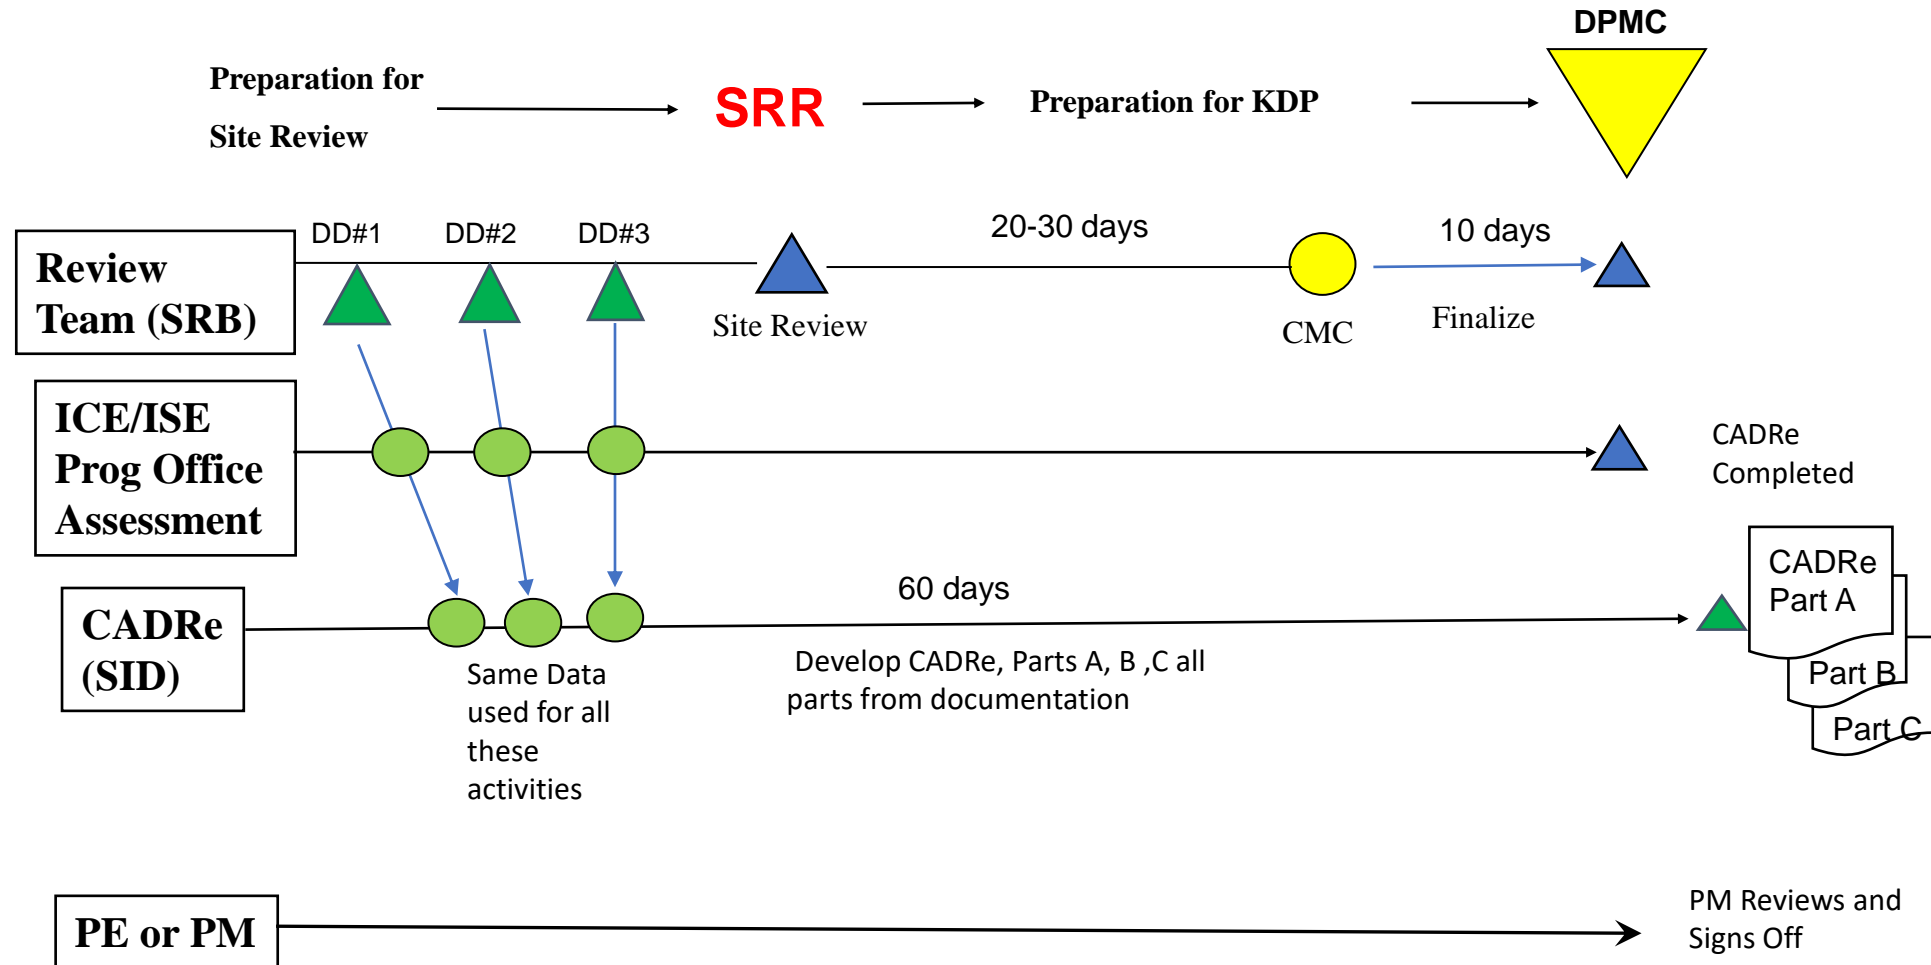 DPMC
Preparation for
Site Review
SRR
Preparation for KDP
Review
Team (SRB)
DD#1
DD#2
DD#3
Site Review
20-30 days
CMC
10 days
Finalize
ICE/ISE
Prog Office
Assessment
CADRe
Completed
CADRe
(SID)
Same Data
used for all
these
activities
60 days
Develop CADRe, Parts A, B ,C all
parts from documentation
CADRe
Part A
Part B
Part C
PE or PM
PM Reviews and
Signs Off